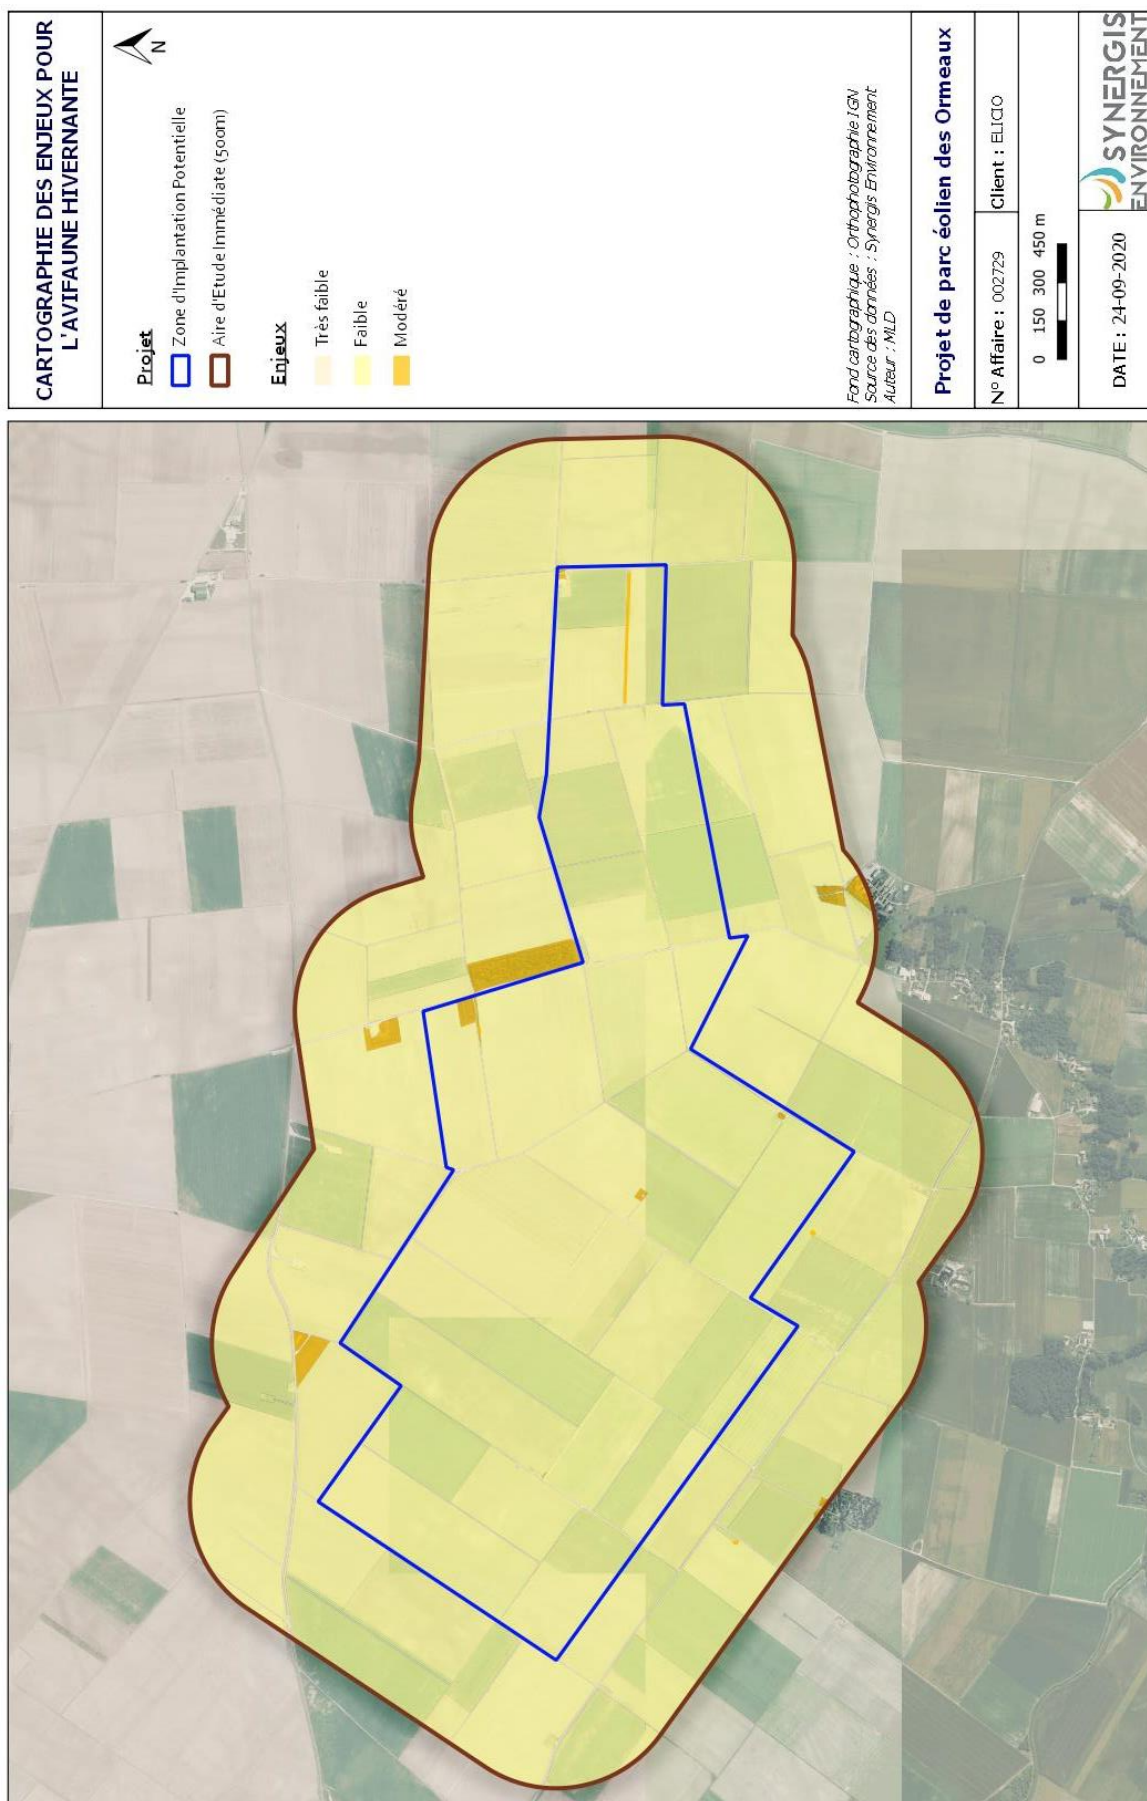 CARTOGRAPHIE DES ENJEUX POUR
L'AVIFAUNE HIVERNANTE
N
Projet
Zone d'Implantation Potentielle
Aire d'Etude Immédiate (500m)
Enjeux
Très faible
Faible
Modéré
Fond cartographique : Orthophotographie IGN
Source des données : Synergis Environnement
Auteur : MLD
Projet de parc éolien des Ormeaux
N° Affaire : 002729
Client : ELICIO
0 150 300 450 m
DATE : 24-09-2020
SYNERGIS
ENVIRONNEMENT